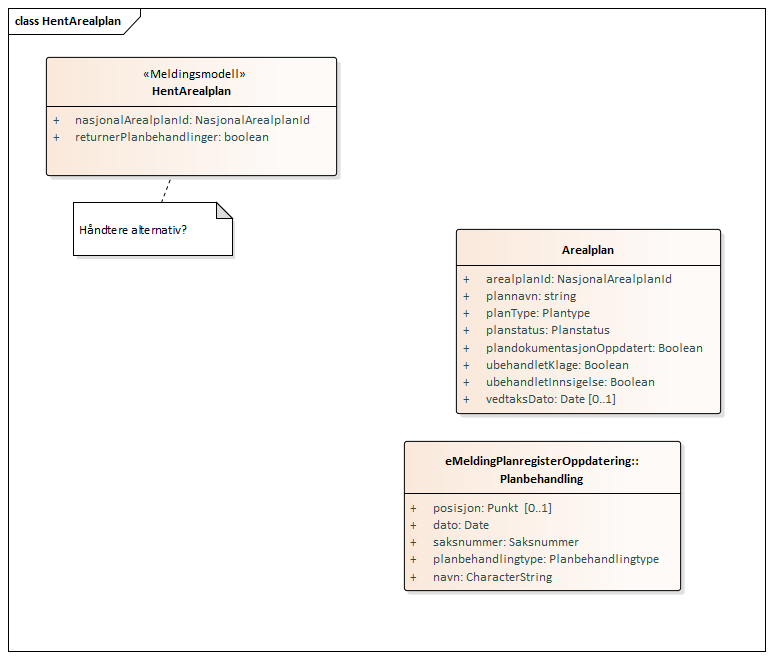 class HentArealplan
«Meldingsmodell»
HentArealplan
+ nasjonalArealplanId: NasjonalArealplanId
+ returnerPlanbehandlinger: boolean
Håndtere alternativ?
Arealplan
+ arealplanId: NasjonalArealplanId
+ plannavn: string
+ planType: Plantype
+ planstatus: Planstatus
+ plandokumentasjonOppdatert: Boolean
+ ubehandletKlage: Boolean
+ ubehandletInnsigelse: Boolean
+ vedtaksDato: Date [0..1]
eMeldingPlanregisterOppdatering::
Planbehandling
+ posisjon: Punkt [0..1]
+ dato: Date
+ saksnummer: Saksnummer
+ planbehandlingtype: Planbehandlingtype
+ navn: CharacterString